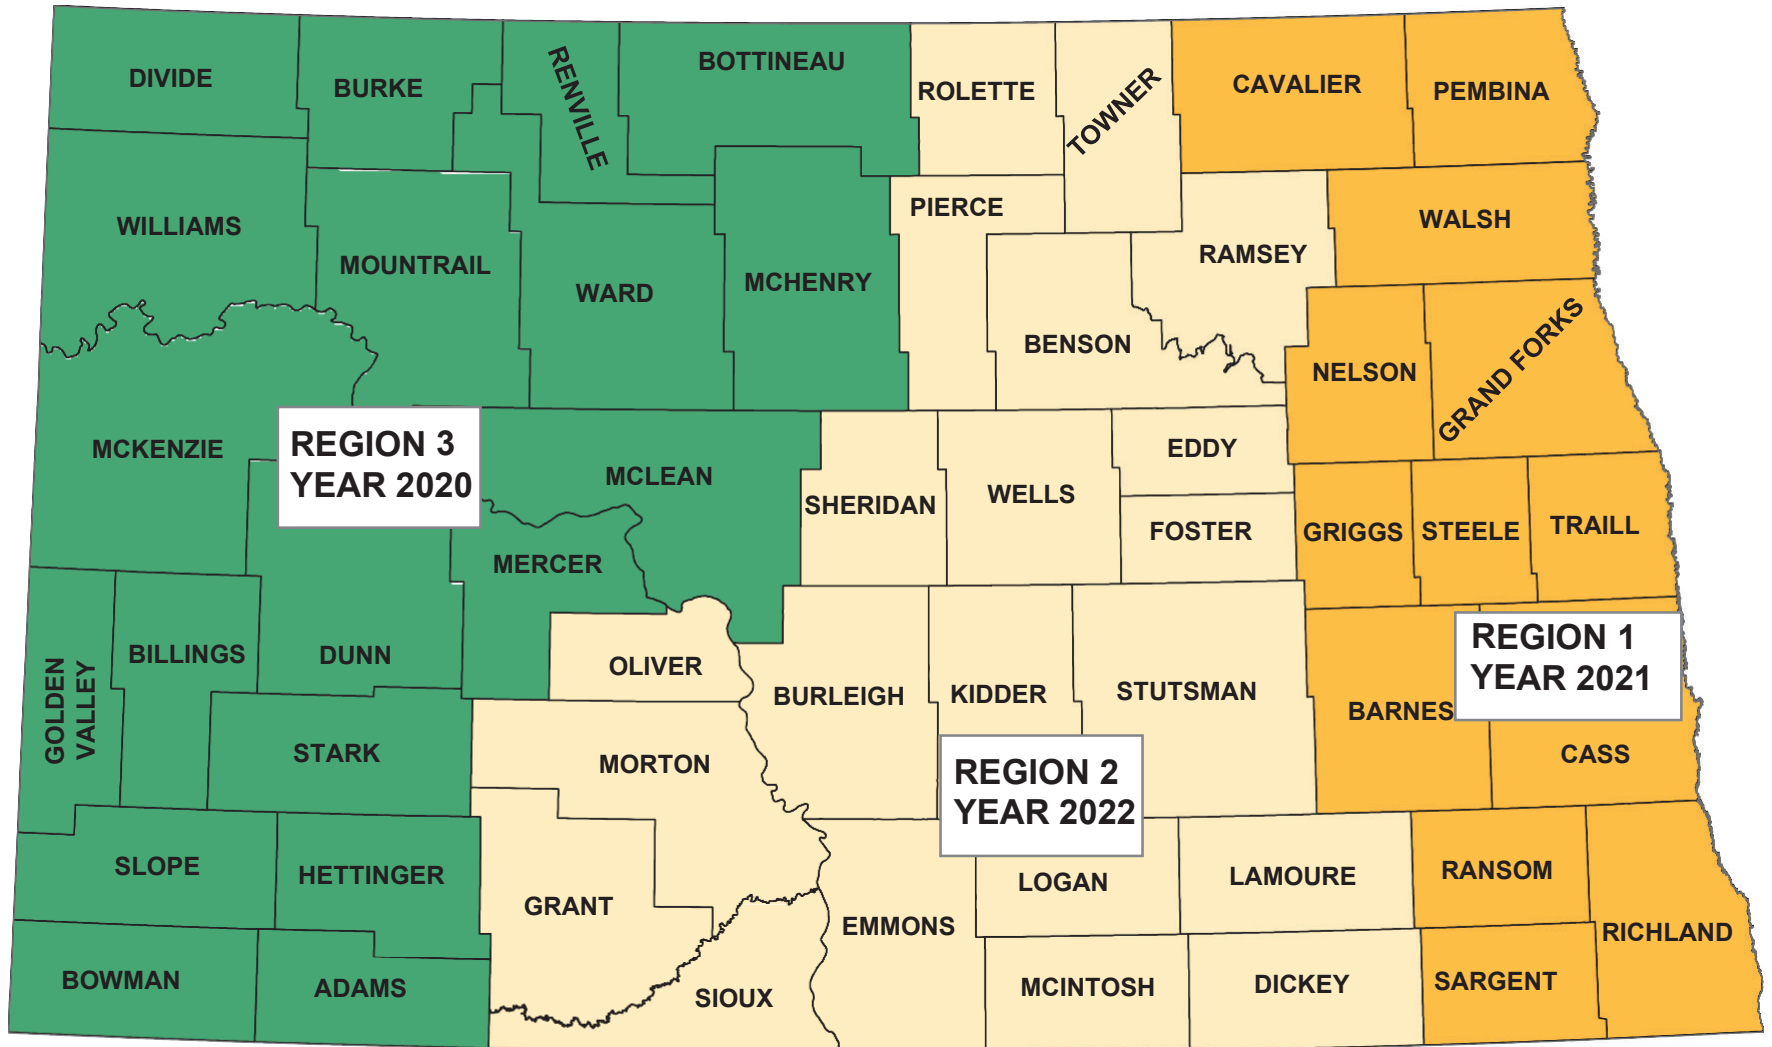 DIVIDE
BURKE
RENVILLE
BOTTINEAU
ROLETTE
TOWNER
CAVALIER
PEMBINA
WILLIAMS
MOUNTRAIL
WARD
MCHENRY
PIERCE
BENSON
RAMSEY
WALSH
NELSON
GRAND FORKS
MCKENZIE
REGION 3
YEAR 2020
MCLEAN
MERCER
SHERIDAN
WELLS
EDDY
FOSTER
GRIGGS
STEELE
TRAILL
GOLDEN
VALLEY
BILLINGS
DUNN
OLIVER
BURLEIGH
KIDDER
STUTSMAN
BARNES
REGION 1
YEAR 2021
CASS
STARK
MORTON
REGION 2
YEAR 2022
SLOPE
HETTINGER
GRANT
EMMONS
LOGAN
LAMOURE
RANSOM
RICHLAND
BOWMAN
ADAMS
SIOUX
MCINTOSH
DICKEY
SARGENT